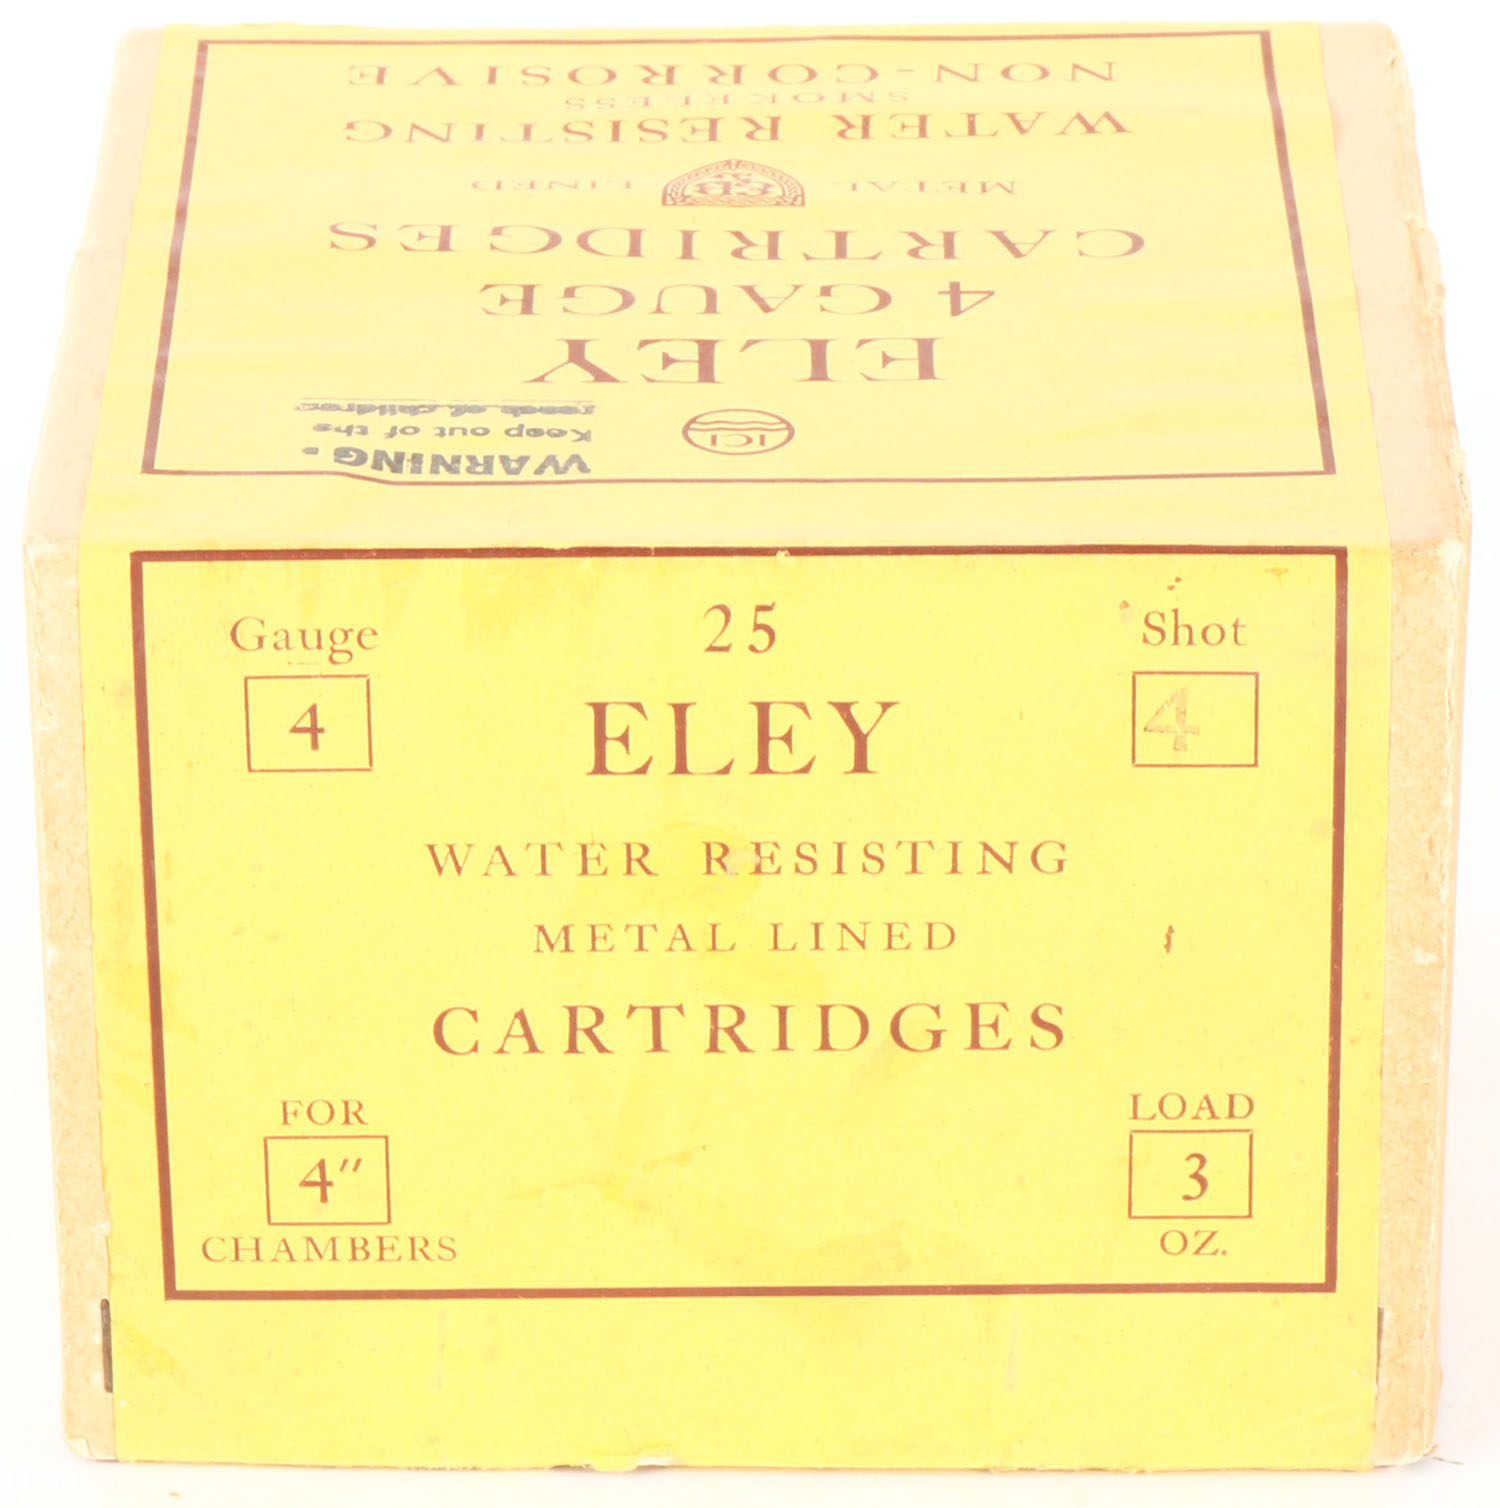 NON-CORROSIVE
SMOKELESS
WATER RESISTING
METAL LINED
EB
CARTRIDGES
4 GAUGE
ELEY
ICI
WARNING.
Keep out of the
reach of children
Gauge
4
25
Shot
4
ELEY
WATER RESISTING
METAL LINED
CARTRIDGES
FOR
4"
CHAMBERS
LOAD
3
OZ.